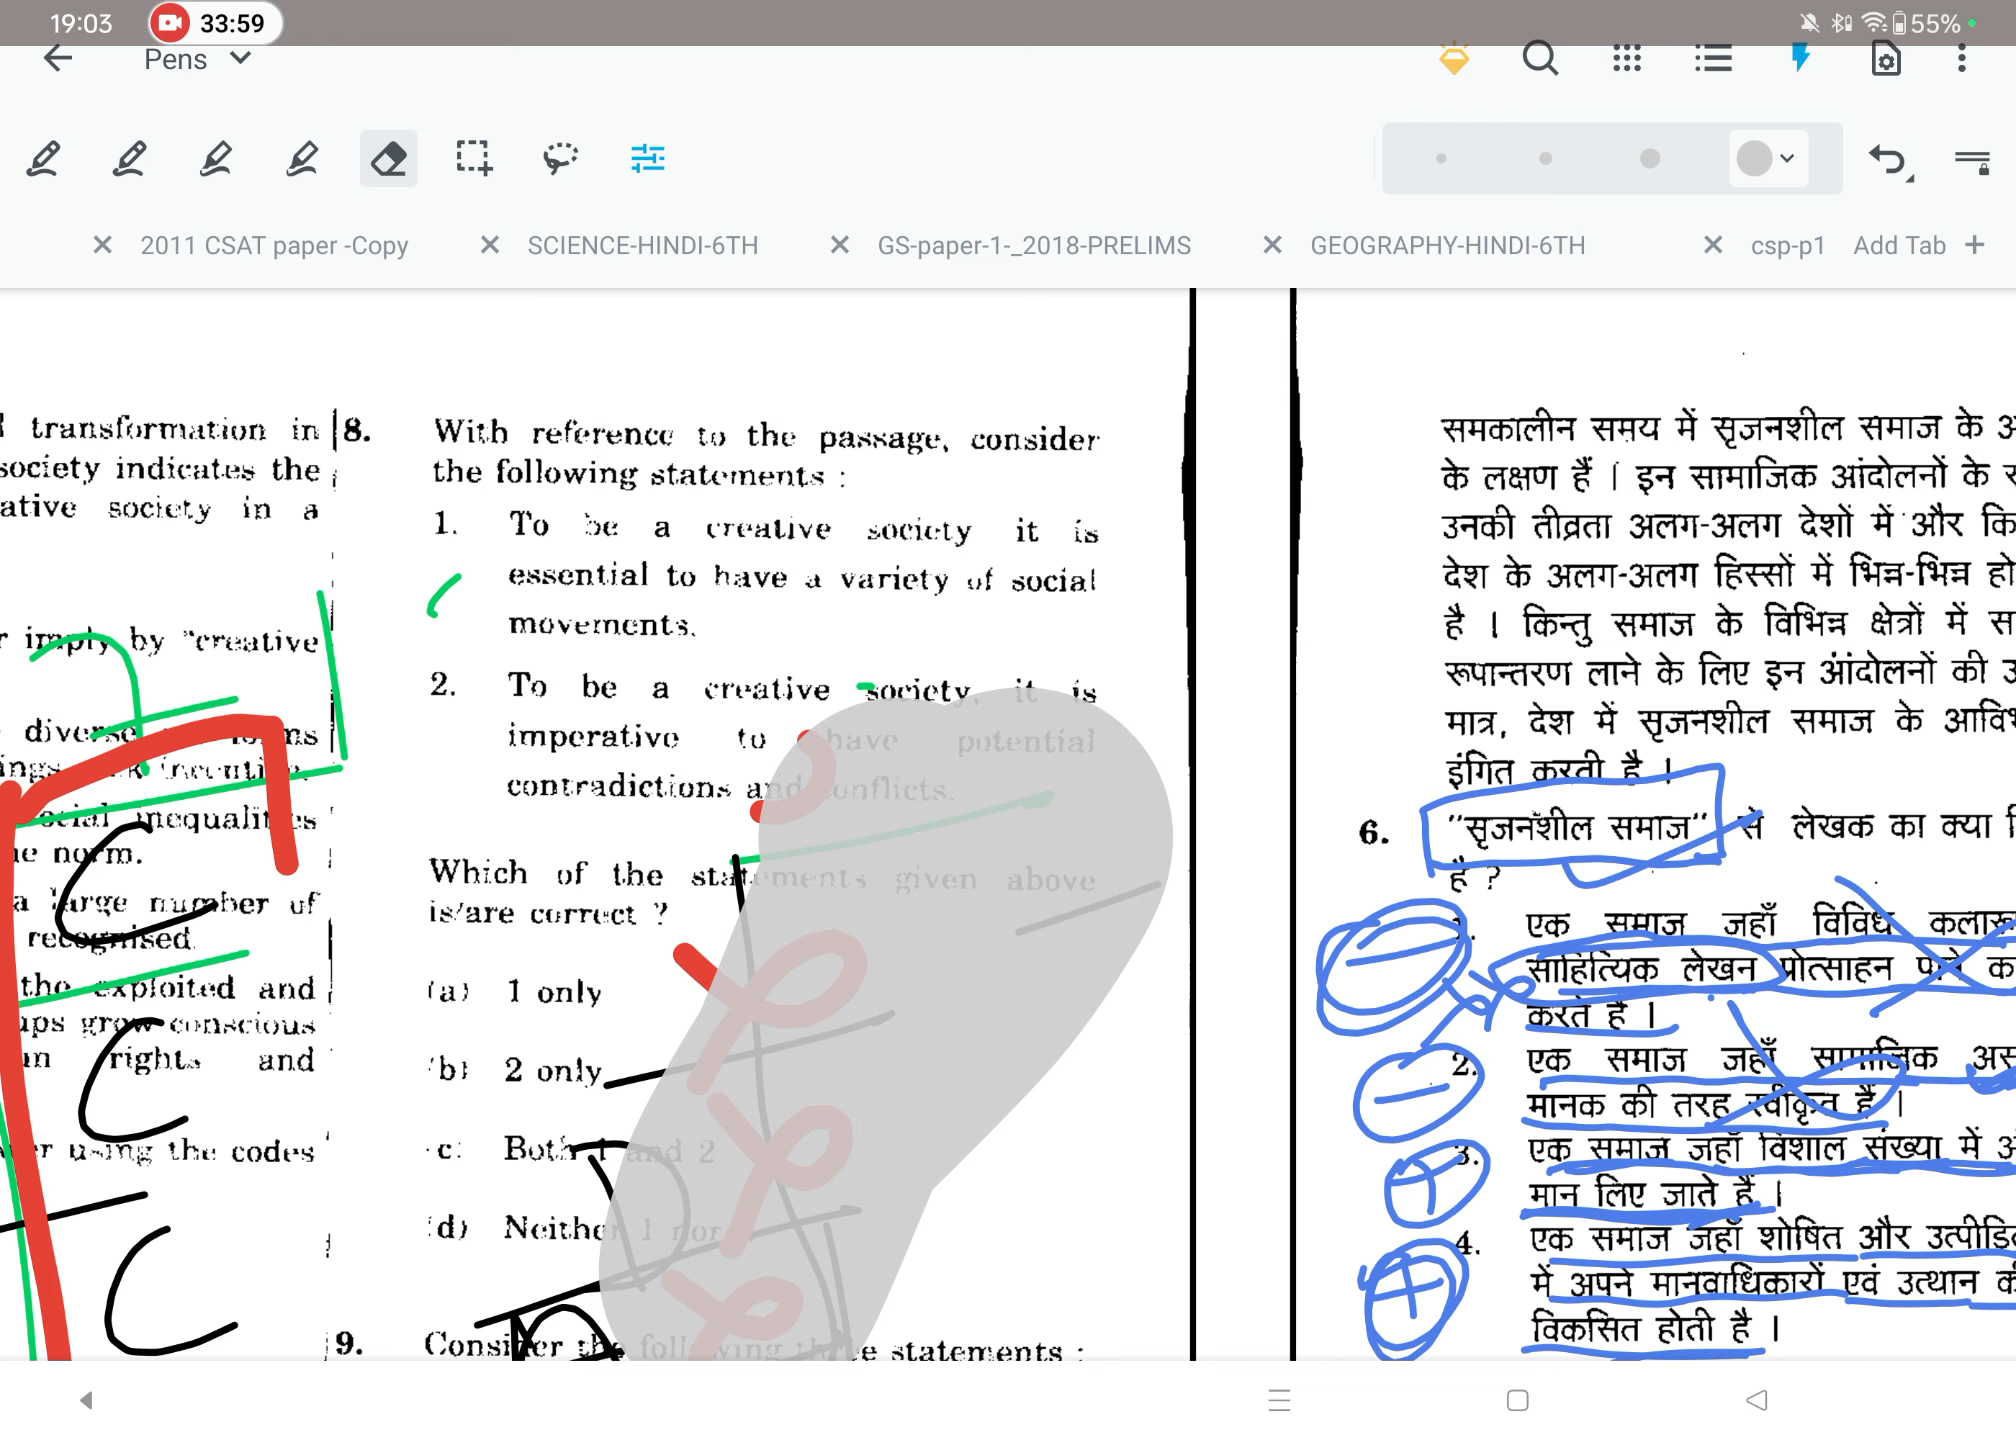 19:03 33:59 55%
Pens
2011 CSAT paper -Copy SCIENCE-HINDI-6TH GS-paper-1-_2018-PRELIMS GEOGRAPHY-HINDI-6TH csp-p1 Add Tab
transformation in
society indicates the
ative society in a
imply by "creative
diverse
inequalities
norm.
a large number of
recognised.
the exploited and
ups grow conscious
rights and
using the codes
8. With reference to the passage, consider
the following statements :
1. To be a creative society it is
essential to have a variety of social
movements.
2. To be a creative society, it is
imperative to have potential
contradictions and conflicts.
Which of the statements given above
is/are correct ?
(a) 1 only
(b) 2 only
(c) Both 1 and 2
(d) Neither 1 nor
9. Consider the following three statements :
समकालीन समय में सृजनशील समाज के
के लक्षण हैं । इन सामाजिक आंदोलनों के
उनकी तीव्रता अलग-अलग देशों में और
देश के अलग-अलग हिस्सों में भिन्न-भिन्न
है । किन्तु समाज के विभिन्न क्षेत्रों में
रूपान्तरण लाने के लिए इन आंदोलनों की
मात्र, देश में सृजनशील समाज के
इंगित करती है ।
6. "सृजनशील समाज" से लेखक का क्या
है ?
1. एक समाज जहाँ विविध
साहित्यिक लेखन प्रोत्साहन पाने
करते हैं ।
2. एक समाज जहाँ सामाजिक
मानक की तरह स्वीकृत हैं ।
3. एक समाज जहाँ विशाल संख्या में
मान लिए जाते हैं ।
4. एक समाज जहाँ शोषित और
में अपने मानवाधिकारों एवं उत्थान
विकसित होती है ।